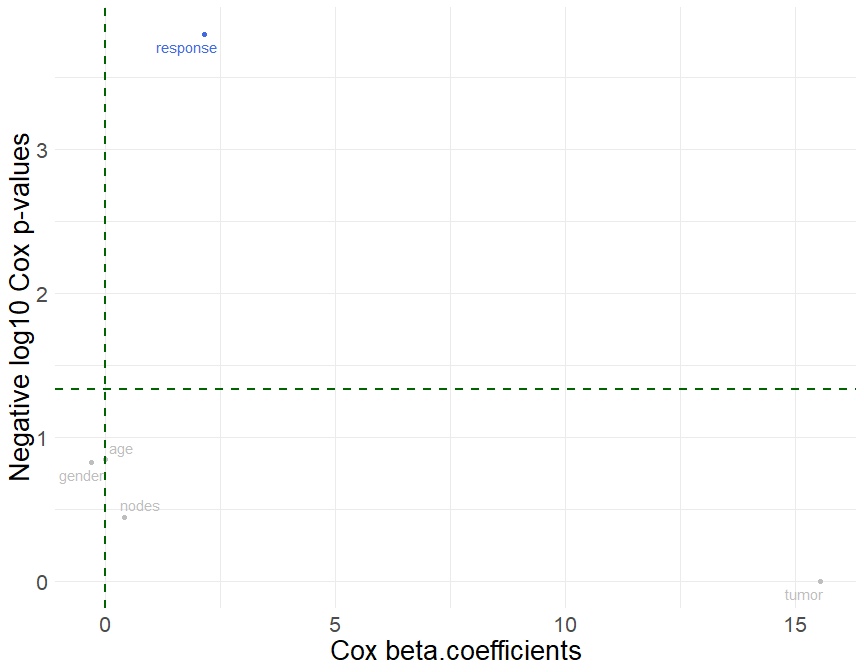 response
Negative log10 Cox p-values
3
2
1
0
age
gender
nodes
tumor
0
5
10
15
Cox beta.coefficients